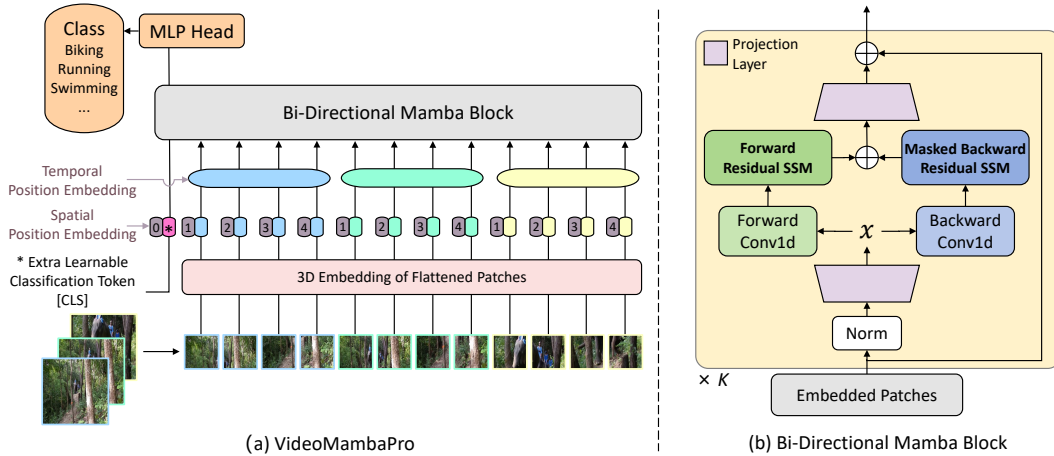 Class
Biking
Running
Swimming
...
MLP Head
Bi-Directional Mamba Block
Temporal
Position Embedding
Spatial
Position Embedding
0 * 1 2 3 4 1 2 3 4 1 2 3 4
* Extra Learnable
Classification Token
[CLS]
3D Embedding of Flattened Patches
(a) VideoMambaPro
Projection
Layer
Forward
Residual SSM
Masked Backward
Residual SSM
Forward
Conv1d
x
Backward
Conv1d
Norm
× K
Embedded Patches
(b) Bi-Directional Mamba Block